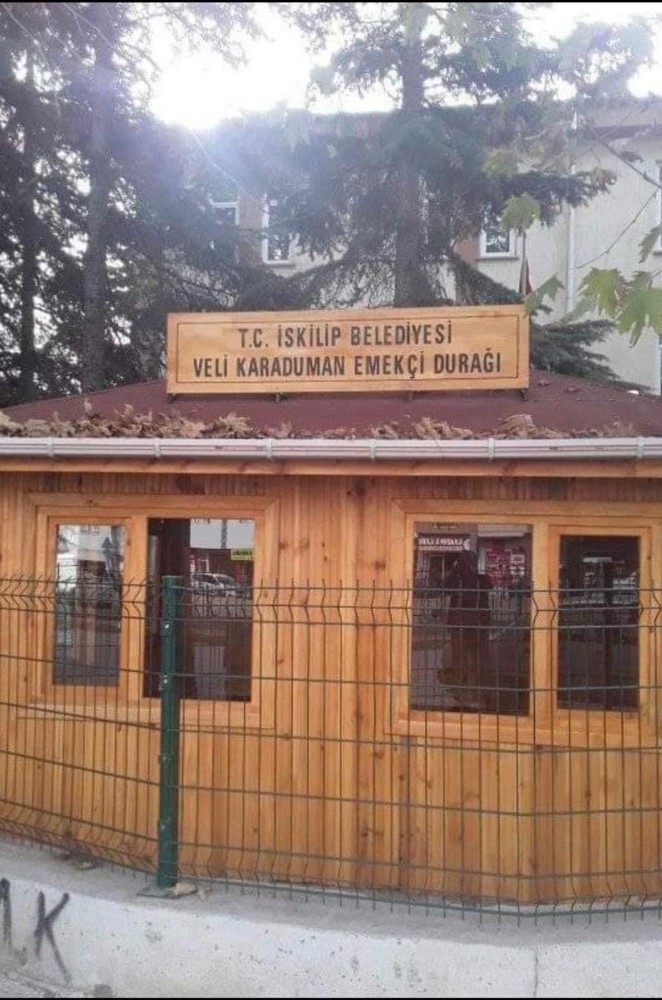 T.C. İSKİLİP BELEDİYESİ
VELİ KARADUMAN EMEKÇİ DURAĞI